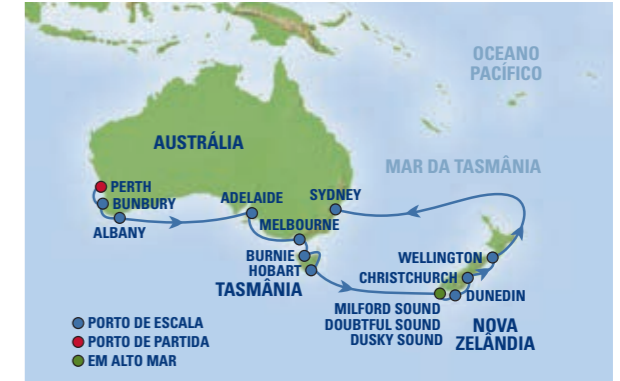 OCEANO
PACÍFICO
AUSTRÁLIA
MAR DA TASMÂNIA
PERTH
BUNBURY
ALBANY
ADELAIDE
SYDNEY
MELBOURNE
BURNIE
HOBART
TASMÂNIA
WELLINGTON
CHRISTCHURCH
DUNEDIN
MILFORD SOUND
DOUBTFUL SOUND
DUSKY SOUND
NOVA
ZELÂNDIA
PORTO DE ESCALA
PORTO DE PARTIDA
EM ALTO MAR